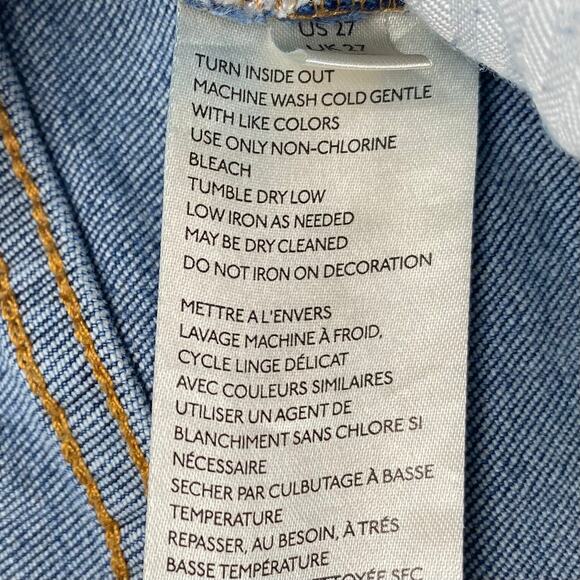 US 27
UK 27
TURN INSIDE OUT
MACHINE WASH COLD GENTLE
WITH LIKE COLORS
USE ONLY NON-CHLORINE
BLEACH
TUMBLE DRY LOW
LOW IRON AS NEEDED
MAY BE DRY CLEANED
DO NOT IRON ON DECORATION
METTRE A L'ENVERS
LAVAGE MACHINE À FROID,
CYCLE LINGE DÉLICAT
AVEC COULEURS SIMILAIRES
UTILISER UN AGENT DE
BLANCHIMENT SANS CHLORE SI
NÉCESSAIRE
SECHER PAR CULBUTAGE À BASSE
TEMPERATURE
REPASSER, AU BESOIN, À TRÉS
BASSE TEMPÉRATURE
SEC